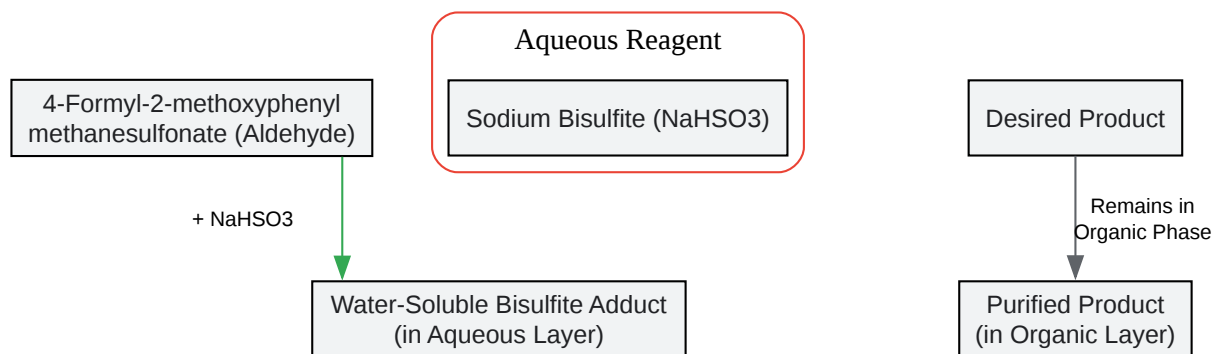 Aqueous Reagent
4-Formyl-2-methoxyphenyl
methanesulfonate (Aldehyde)
Sodium Bisulfite (NaHSO3)
Desired Product
+ NaHSO3
Remains in
Organic Phase
Water-Soluble Bisulfite Adduct
(in Aqueous Layer)
Purified Product
(in Organic Layer)